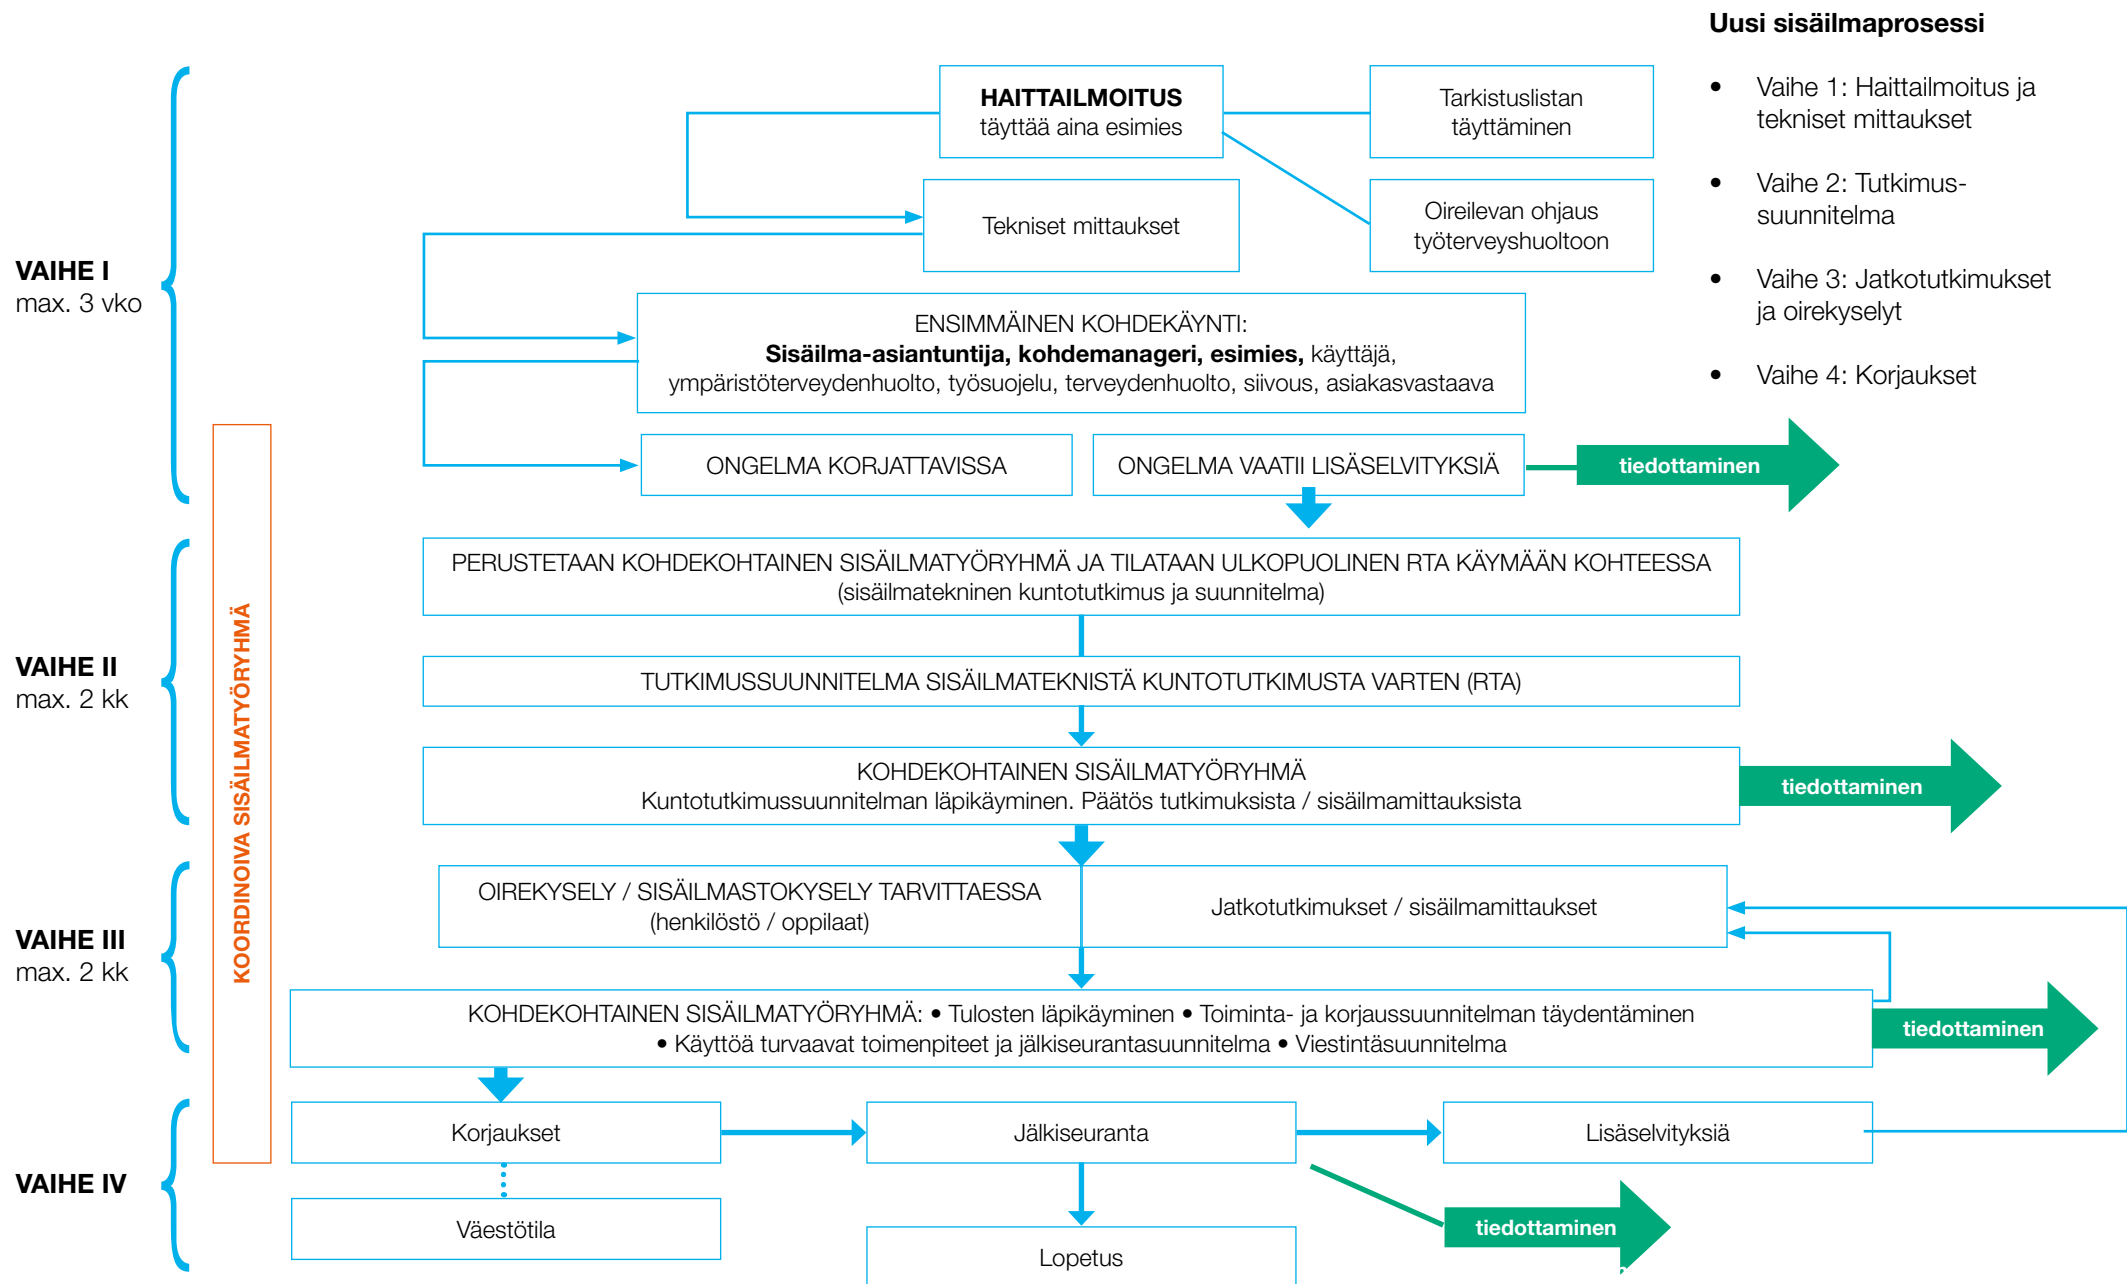 Uusi sisäilmaprosessi
• Vaihe 1: Haittailmoitus ja
tekniset mittaukset
• Vaihe 2: Tutkimus-
suunnitelma
• Vaihe 3: Jatkotutkimukset
ja oirekyselyt
• Vaihe 4: Korjaukset
VAIHE I
max. 3 vko
HAITTAILMOITUS
täyttää aina esimies
Tarkistuslistan
täyttäminen
Tekniset mittaukset
Oireilevan ohjaus
työterveyshuoltoon
ENSIMMÄINEN KOHDEKÄYNTI:
Sisäilma-asiantuntija, kohdemanageri, esimies, käyttäjä,
ympäristöterveydenhuolto, työsuojelu, terveydenhuolto, siivous, asiakasvastaava
ONGELMA KORJATTAVISSA
ONGELMA VAATII LISÄSELVITYKSIÄ
tiedottaminen
KOORDINOIVA SISÄILMATYÖRYHMÄ
VAIHE II
max. 2 kk
PERUSTETAAN KOHDEKOHTAINEN SISÄILMATYÖRYHMÄ JA TILATAAN ULKOPUOLINEN RTA KÄYMÄÄN KOHTEESSA
(sisäilmatekninen kuntotutkimus ja suunnitelma)
TUTKIMUSSUUNNITELMA SISÄILMATEKNISTÄ KUNTOTUTKIMUSTA VARTEN (RTA)
KOHDEKOHTAINEN SISÄILMATYÖRYHMÄ
Kuntotutkimussuunnitelman läpikäyminen. Päätös tutkimuksista / sisäilmamittauksista
tiedottaminen
VAIHE III
max. 2 kk
OIREKYSELY / SISÄILMASTOKYSELY TARVITTAESSA
(henkilöstö / oppilaat)
Jatkotutkimukset / sisäilmamittaukset
KOHDEKOHTAINEN SISÄILMATYÖRYHMÄ: • Tulosten läpikäyminen • Toiminta- ja korjaussuunnitelman täydentäminen
• Käyttöä turvaavat toimenpiteet ja jälkiseurantasuunnitelma • Viestintäsuunnitelma
tiedottaminen
VAIHE IV
Korjaukset
Jälkiseuranta
Lisäselvityksiä
Väestötila
Lopetus
tiedottaminen